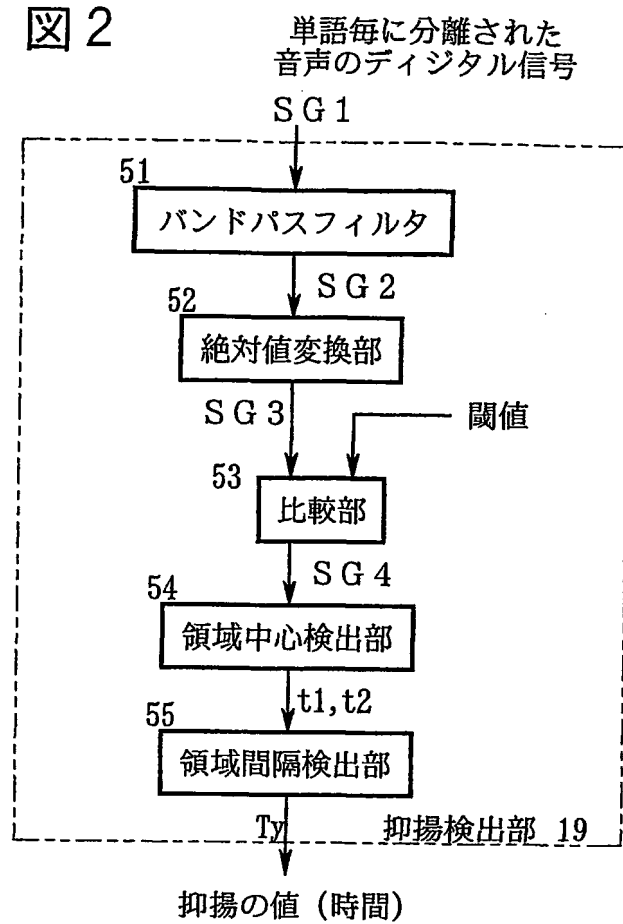 図2
単語毎に分離された
音声のディジタル信号
SG1
51
バンドパスフィルタ
SG2
52
絶対値変換部
SG3
閾値
53
比較部
SG4
54
領域中心検出部
t1,t2
55
領域間隔検出部
Ty
抑揚検出部 19
抑揚の値 (時間)